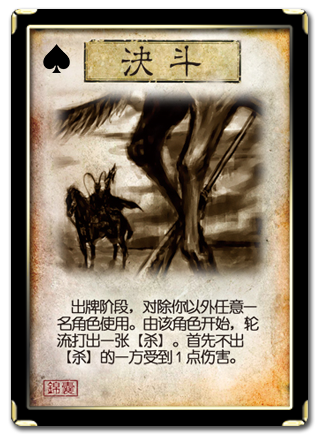 決斗
出牌阶段，对除你以外任意一
名角色使用。由该角色开始，轮
流打出一张【杀】。首先不出
【杀】的一方受到1点伤害。
錦囊